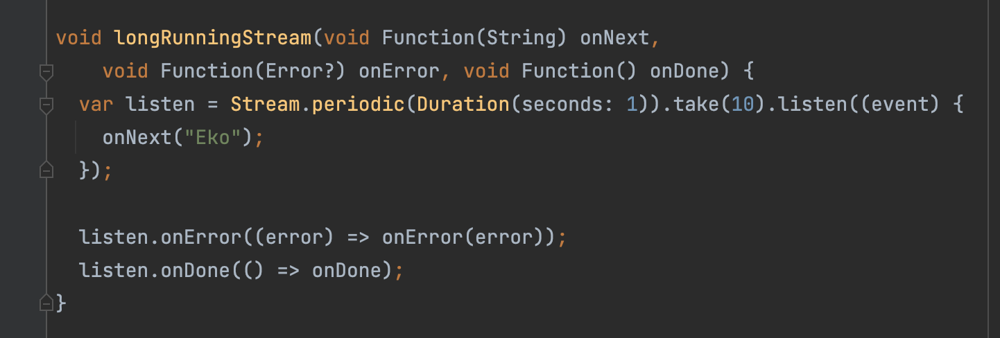 void longRunningStream(void Function(String) onNext,
    void Function(Error?) onError, void Function() onDone) {
  var listen = Stream.periodic(Duration(seconds: 1)).take(10).listen((event) {
    onNext("Eko");
  });

  listen.onError((error) => onError(error));
  listen.onDone(() => onDone);
}